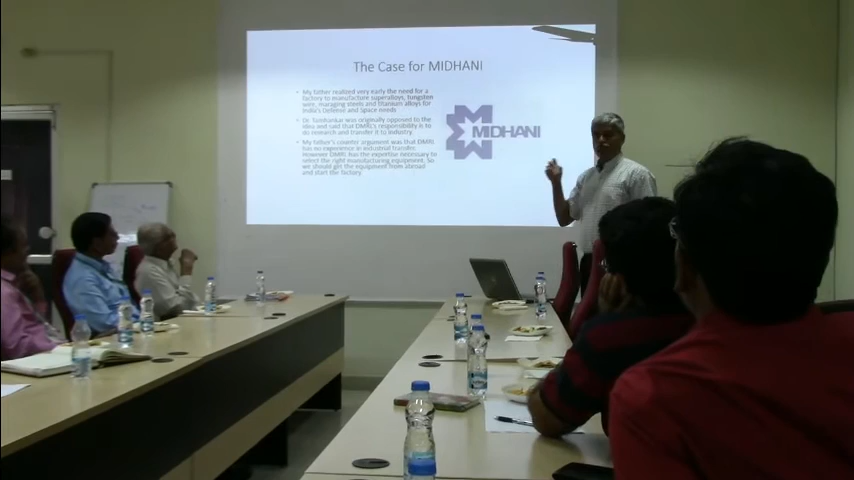 The Case for MIDHANI
• My father realized very early the need for a
factory to manufacture superalloys, tungsten
wire, maraging steels and titanium alloys for
India's Defence and Space needs
• Dr. Tamhankar was originally opposed to the
idea and said that DMRL's responsibility is to
do research and transfer it to industry
• My father's counter argument was that DMRL
has no experience in industrial transfer.
However DMRL has the expertise necessary to
select the right manufacturing equipment. So
we should get the equipment from abroad
and start the factory
MIDHANI